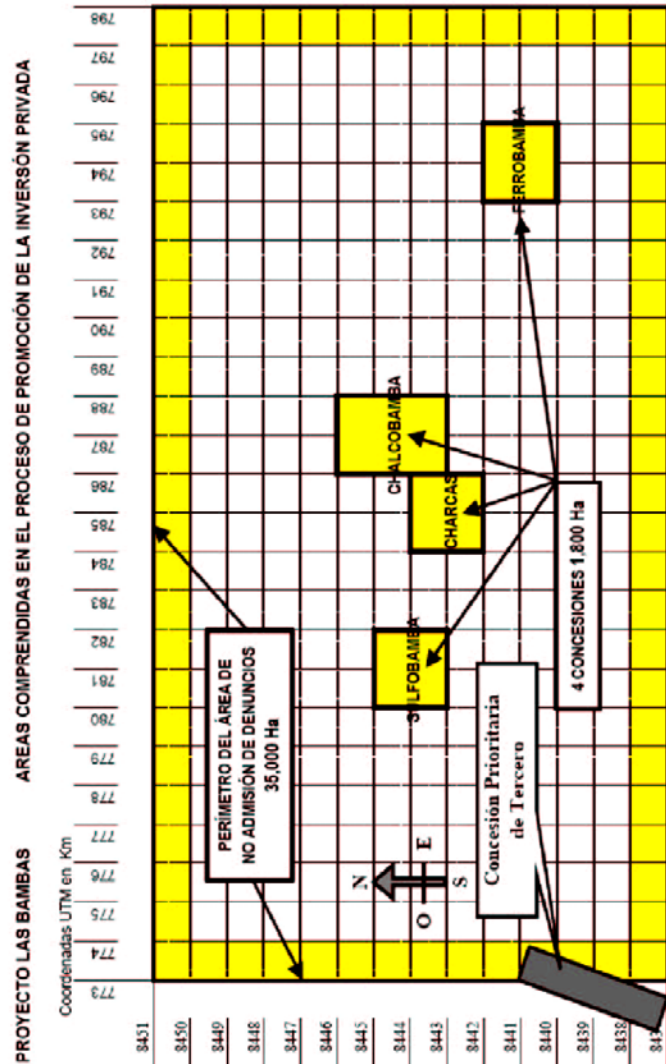 PROYECTO LAS BAMBAS
AREAS COMPRENDIDAS EN EL PROCESO DE PROMOCIÓN DE LA INVERSÓN PRIVADA
Coordenadas UTM en Km
773
774
775
776
777
778
779
780
781
782
783
784
785
786
787
788
789
790
791
792
793
794
795
796
797
798
8451
8450
8449
8448
8447
8446
8445
8444
8443
8442
8441
8440
8439
8438
PERÍMETRO DEL ÁREA DE
NO ADMISIÓN DE DENUNCIOS
35,000 Ha
CHALCOBAMBA
SULFOBAMBA
CHARCAS
FERROBAMBA
N
O
E
S
Concesión Prioritaria
de Tercero
4 CONCESIONES 1,800 Ha